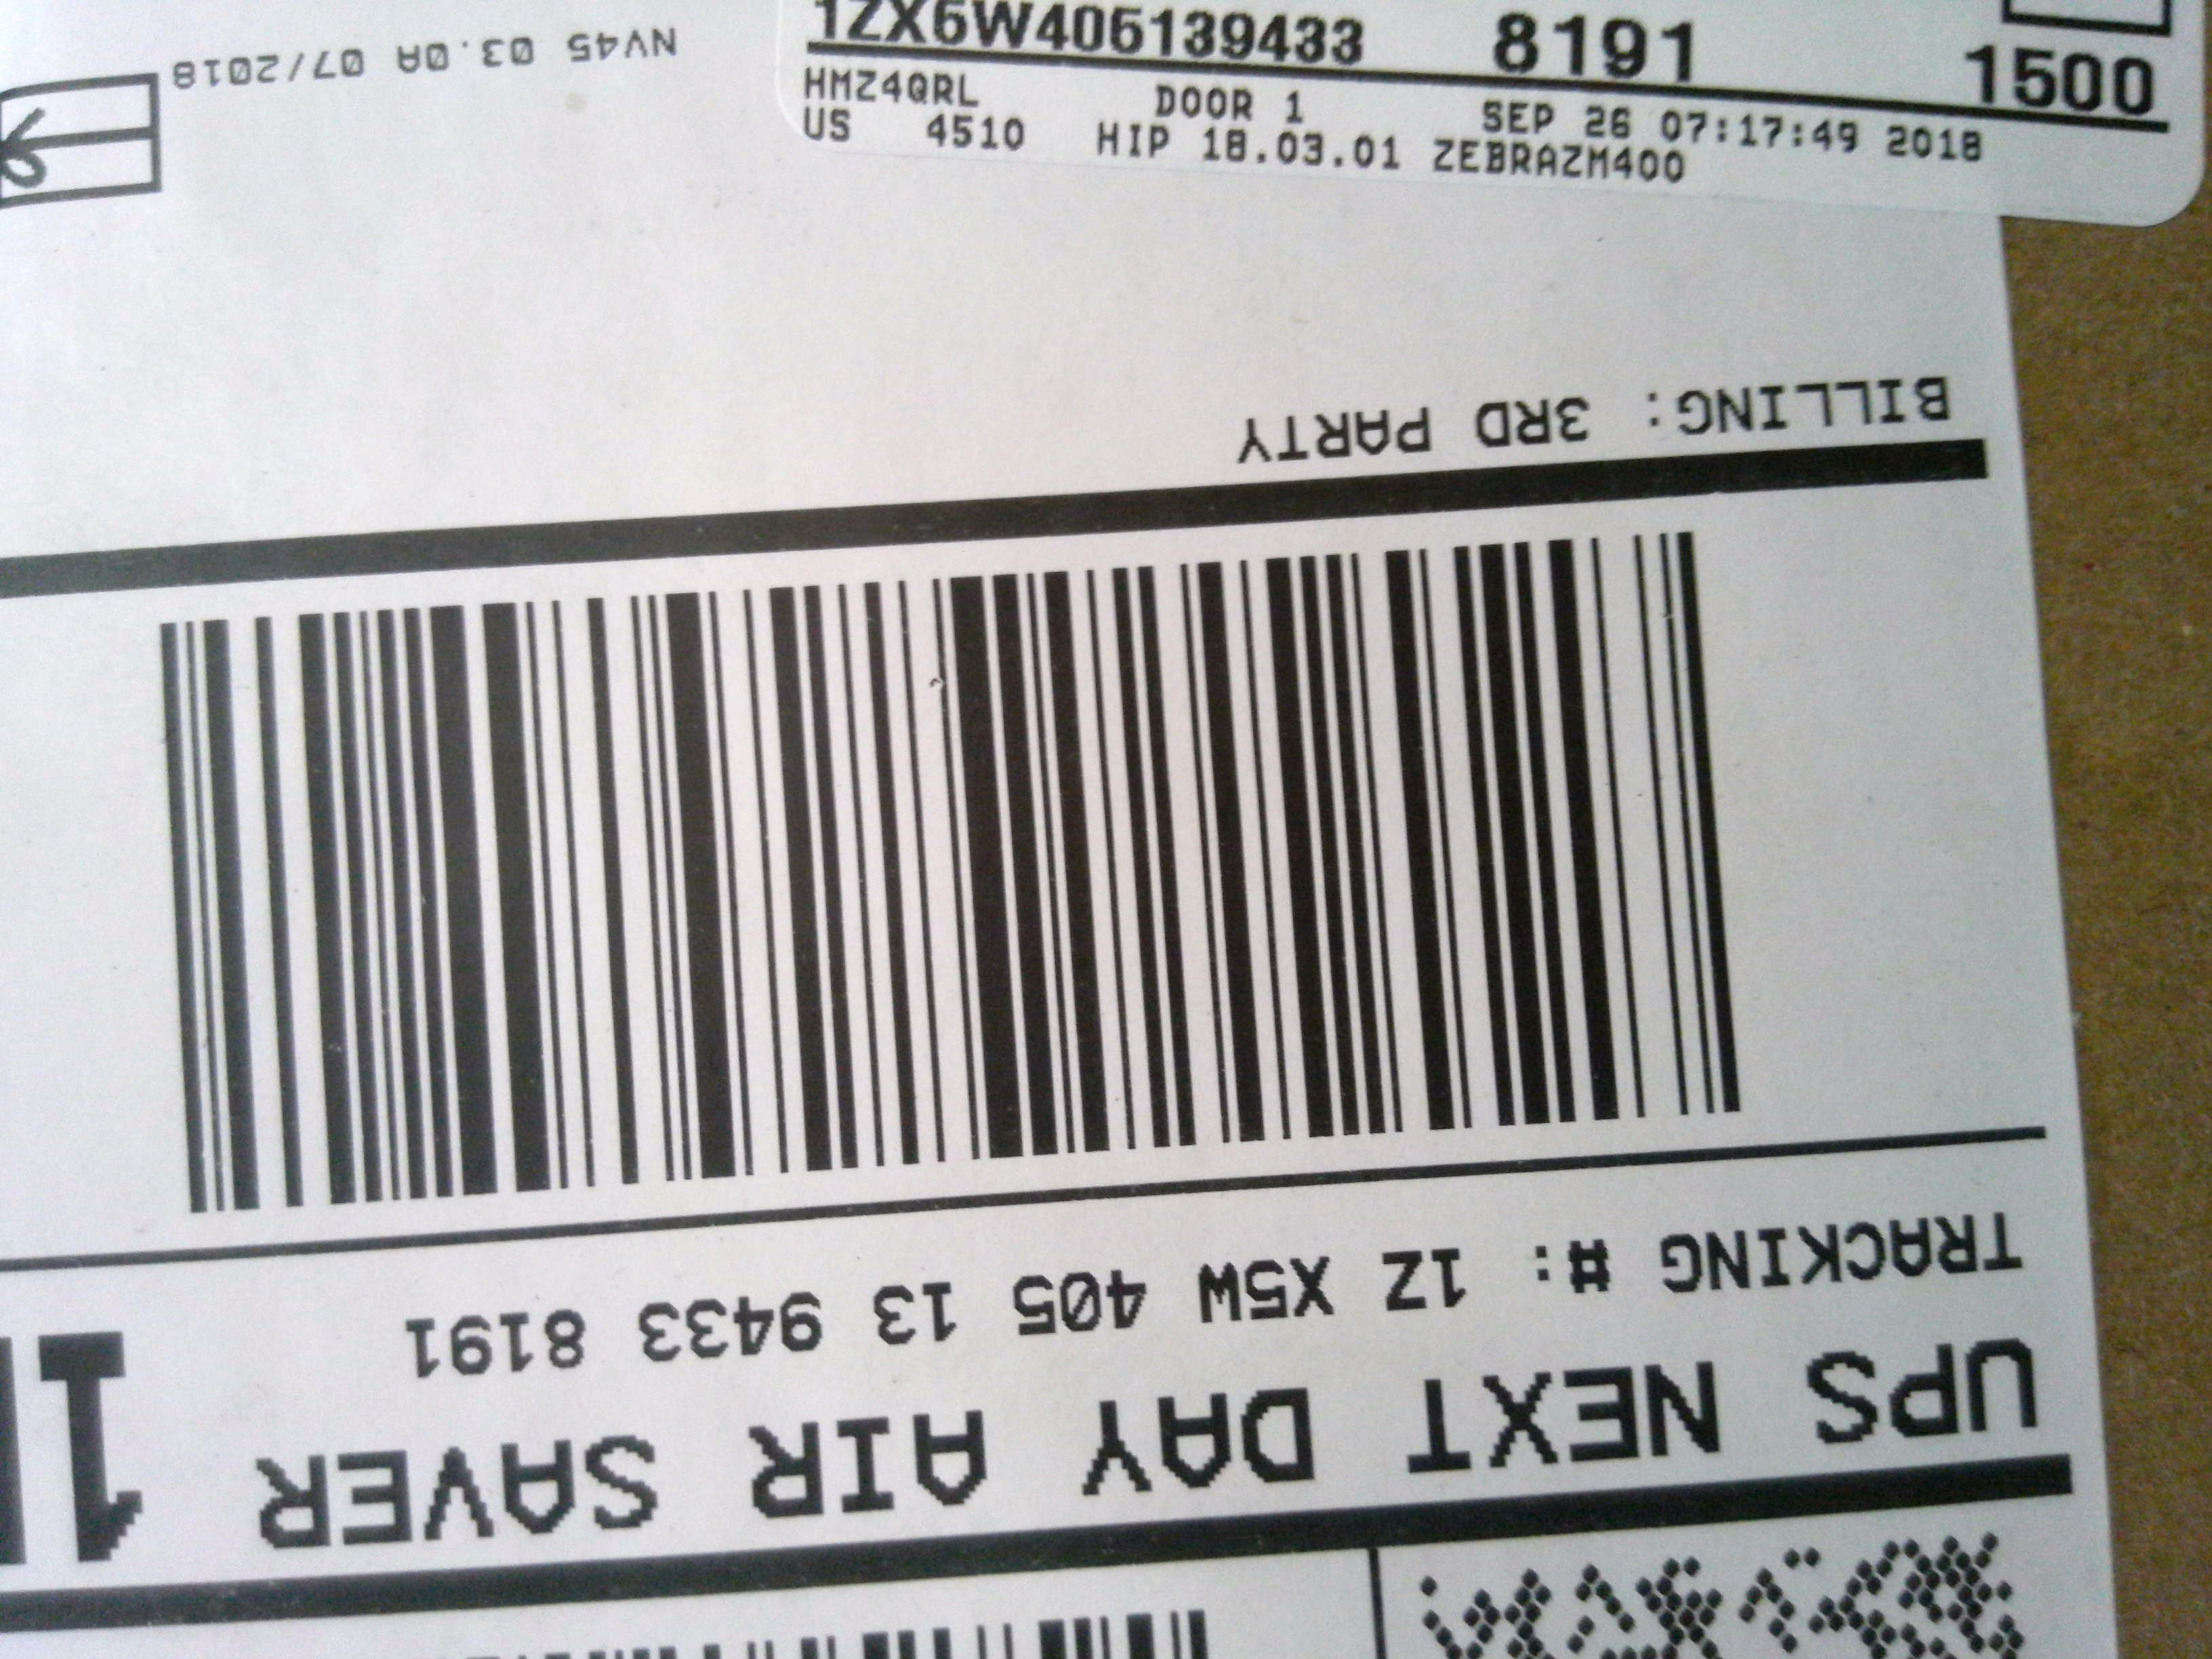 1ZX5W405139433 8191
1500
HMZ4QRL DOOR 1 SEP 26 07:17:49 2018
US 4510 HIP 18.03.01 ZEBRAZM400
UPS NEXT DAY AIR SAVER 1
TRACKING #: 1Z X5W 405 13 9433 8191
BILLING: 3RD PARTY
NV45 03.0A 07/2018